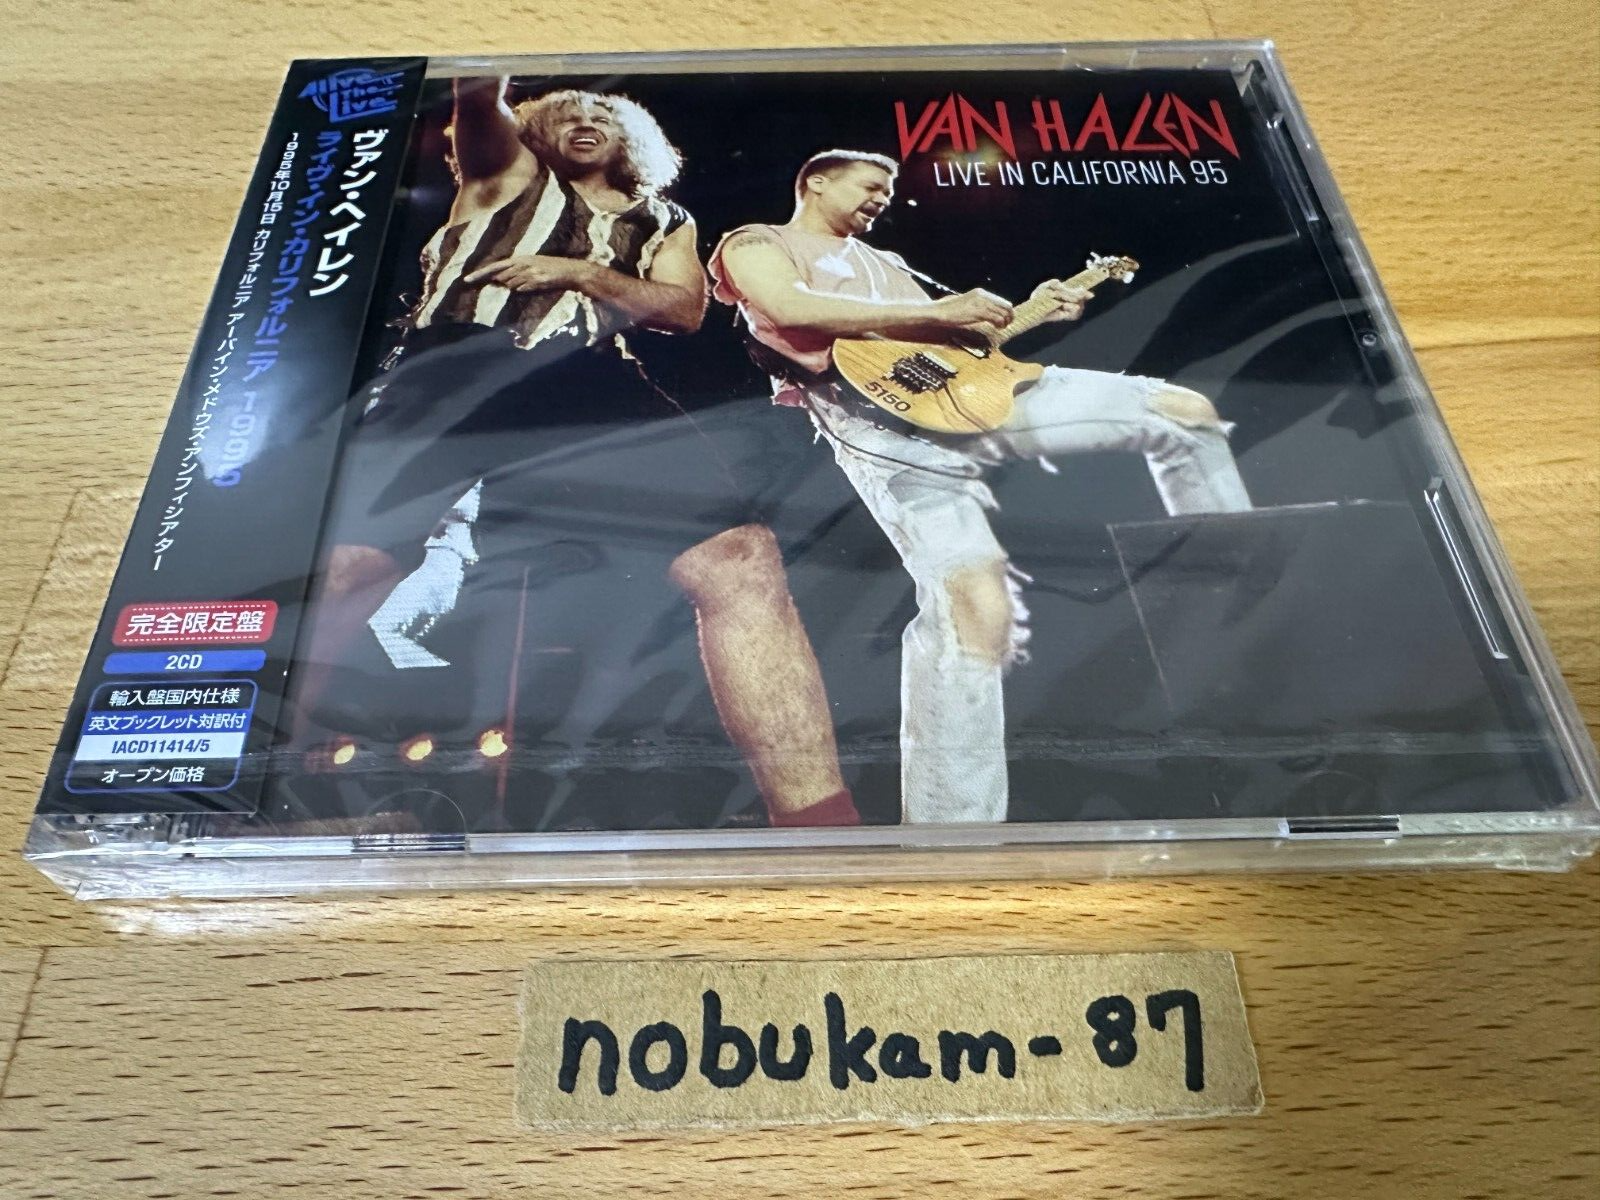 Alive
The
Live
ヴァン・ヘイレン
ライヴ・イン・カリフォルニア 1995
1995年10月15日 カリフォルニア アーバイン・メドウズ・アンフィシアター
完全限定盤
2CD
輸入盤国内仕様
英文ブックレット対訳付
IACD11414/5
オープン価格
VAN HALEN
LIVE IN CALIFORNIA 95
5150
nobukam-87